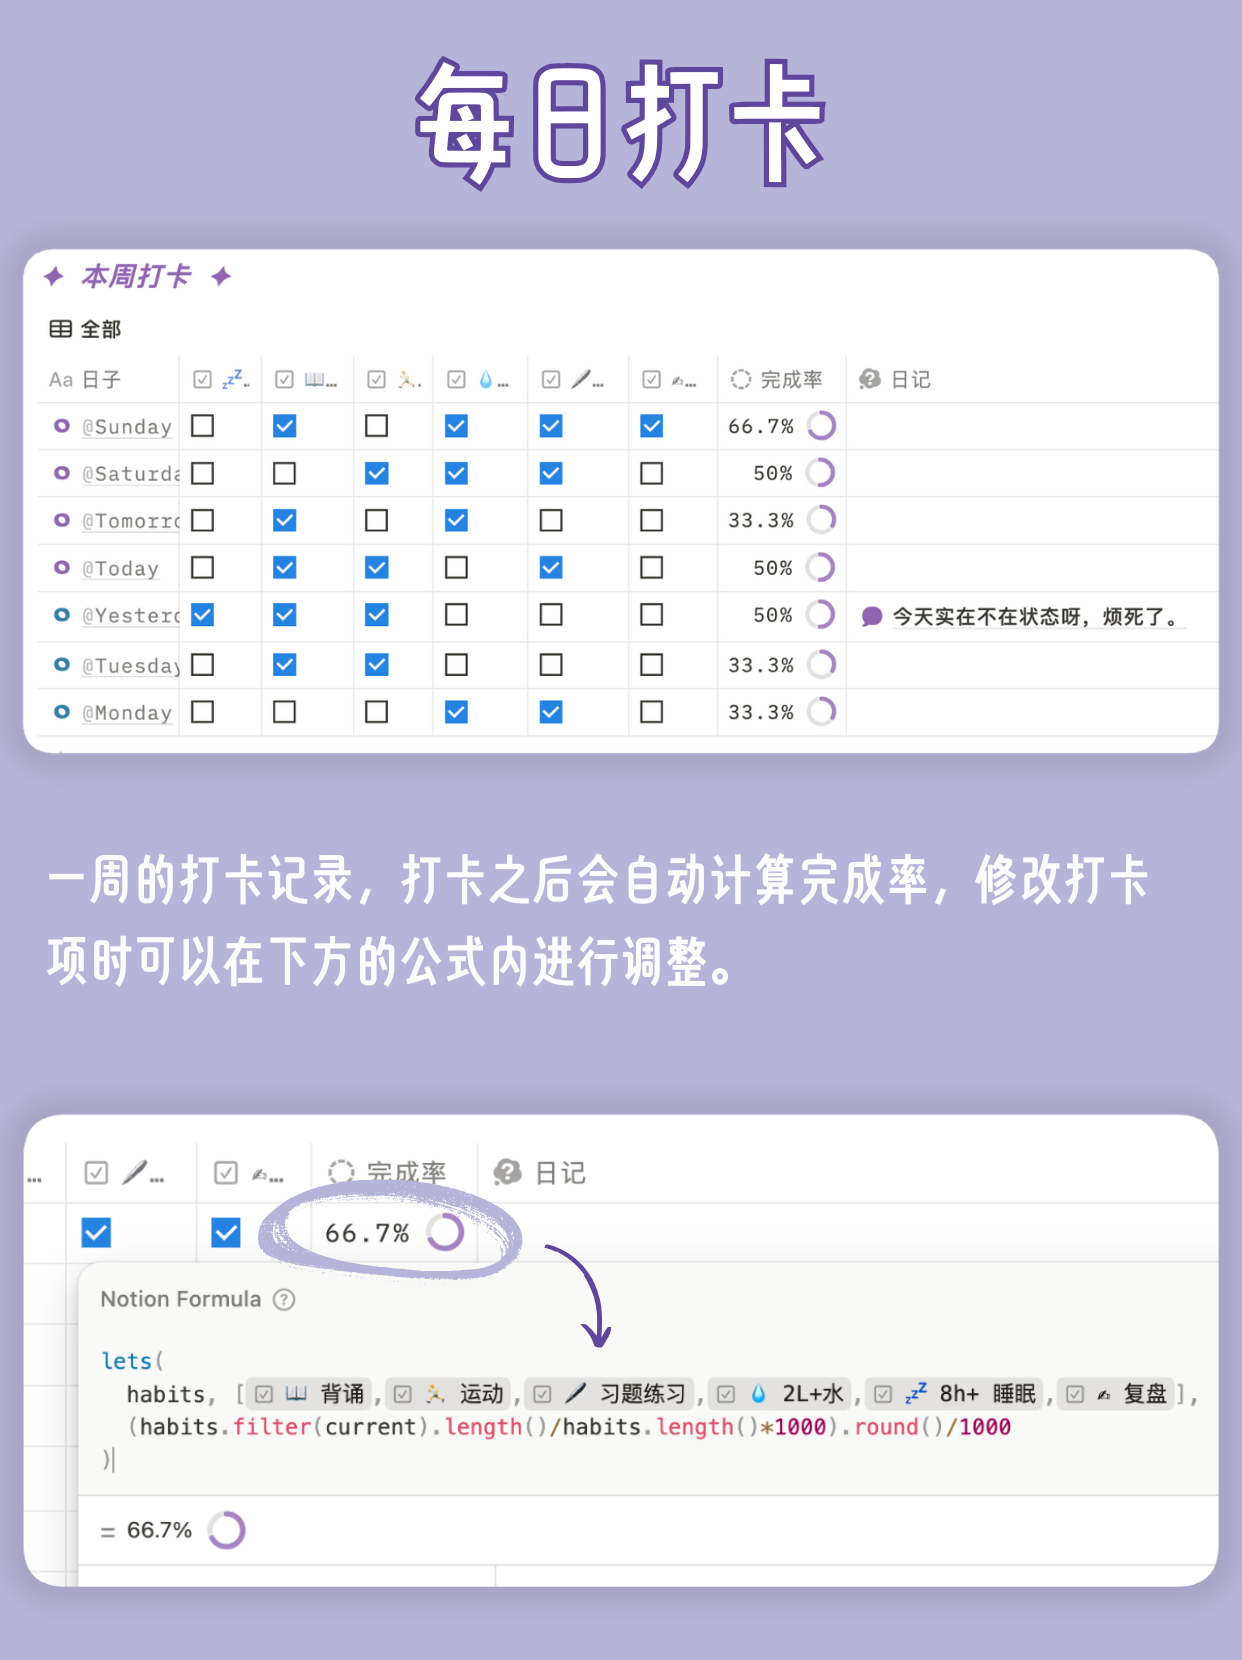 每日打卡
✦ 本周打卡 ✦
全部
Aa 日子 💤… 📖… 🏃… 💧… 🖊… ✍… 完成率 日记
@Sunday 66.7%
@Saturda 50%
@Tomorro 33.3%
@Today 50%
@Yesterd 50% 今天实在不在状态呀，烦死了。
@Tuesday 33.3%
@Monday 33.3%
一周的打卡记录，打卡之后会自动计算完成率，修改打卡
项时可以在下方的公式内进行调整。
… 🖊… ✍… 完成率 日记
66.7%
Notion Formula ?
lets(
habits, [📖 背诵, 🏃 运动, 🖊 习题练习, 💧 2L+水, 💤 8h+ 睡眠, ✍ 复盘],
(habits.filter(current).length()/habits.length()*1000).round()/1000
)
= 66.7%